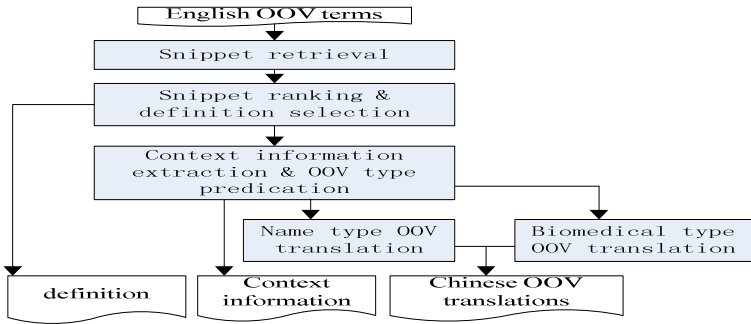 English OOV terms
Snippet retrieval
Snippet ranking &
definition selection
Context information
extraction & OOV type
predication
Name type OOV
translation
Biomedical type
OOV translation
definition
Context
information
Chinese OOV
translations